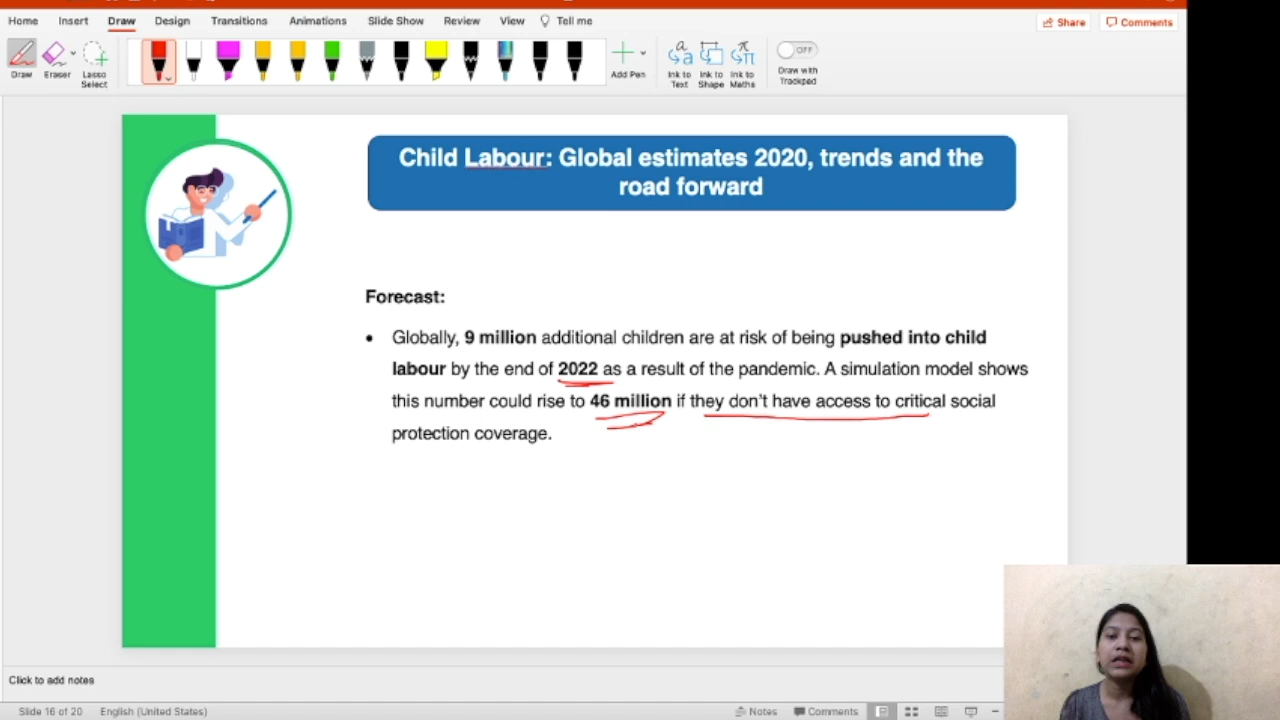 Home Insert Draw Design Transitions Animations Slide Show Review View Tell me Share Comments
Draw Eraser Lasso Select Add Pen Ink to Text Ink to Shape Ink to Maths OFF Draw with Trackpad
Child Labour: Global estimates 2020, trends and the
road forward
Forecast:
• Globally, 9 million additional children are at risk of being pushed into child
labour by the end of 2022 as a result of the pandemic. A simulation model shows
this number could rise to 46 million if they don't have access to critical social
protection coverage.
Click to add notes
Slide 16 of 20 English (United States) Notes Comments